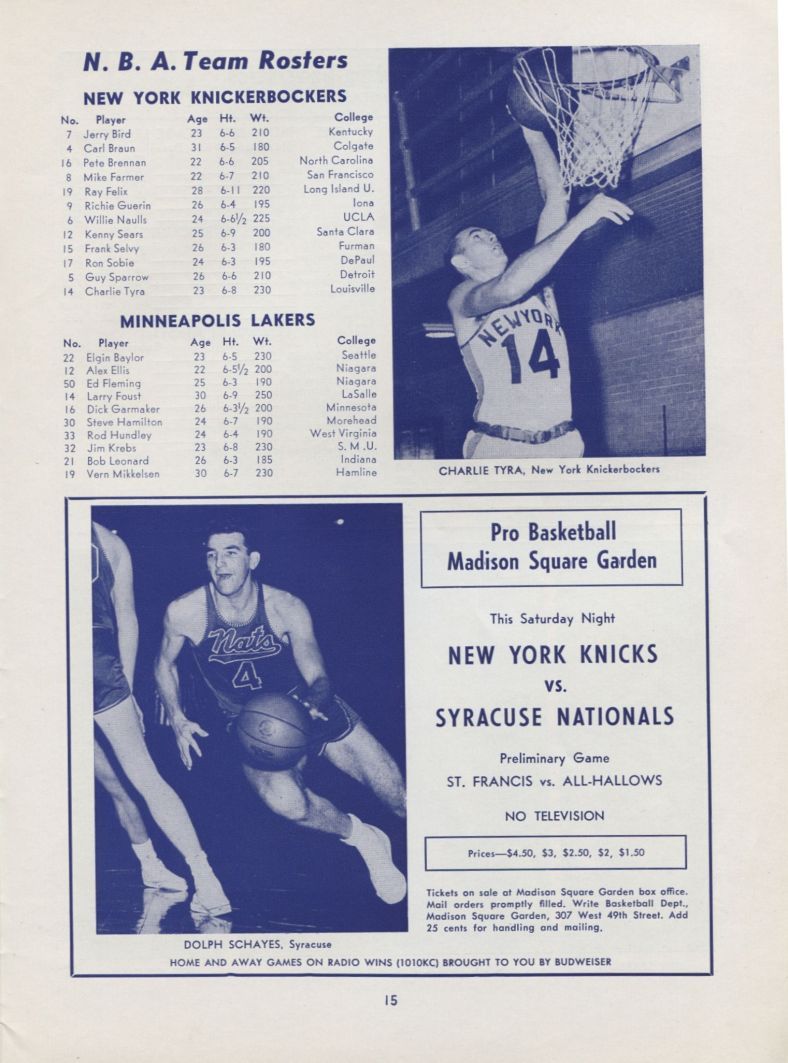 N. B. A. Team Rosters
NEW YORK KNICKERBOCKERS
No. Player Age Ht. Wt. College
7 Jerry Bird 23 6-6 210 Kentucky
4 Carl Braun 31 6-5 180 Colgate
16 Pete Brennan 22 6-6 205 North Carolina
8 Mike Farmer 22 6-7 210 San Francisco
19 Ray Felix 28 6-11 220 Long Island U.
9 Richie Guerin 26 6-4 195 Iona
6 Willie Naulls 24 6-6½ 225 UCLA
12 Kenny Sears 25 6-9 200 Santa Clara
15 Frank Selvy 26 6-3 180 Furman
17 Ron Sobie 24 6-3 195 DePaul
5 Guy Sparrow 26 6-6 210 Detroit
14 Charlie Tyra 23 6-8 230 Louisville
MINNEAPOLIS LAKERS
No. Player Age Ht. Wt. College
22 Elgin Baylor 23 6-5 230 Seattle
12 Alex Ellis 22 6-5½ 200 Niagara
50 Ed Fleming 25 6-3 190 Niagara
14 Larry Foust 30 6-9 250 LaSalle
16 Dick Garmaker 26 6-3½ 200 Minnesota
30 Steve Hamilton 24 6-7 190 Morehead
33 Rod Hundley 24 6-4 190 West Virginia
32 Jim Krebs 23 6-8 230 S. M .U.
21 Bob Leonard 26 6-3 185 Indiana
19 Vern Mikkelsen 30 6-7 230 Hamline
NEW YORK
14
CHARLIE TYRA, New York Knickerbockers
Nats
4
DOLPH SCHAYES, Syracuse
Pro Basketball
Madison Square Garden
This Saturday Night
NEW YORK KNICKS
vs.
SYRACUSE NATIONALS
Preliminary Game
ST. FRANCIS vs. ALL-HALLOWS
NO TELEVISION
Prices—$4.50, $3, $2.50, $2, $1.50
Tickets on sale at Madison Square Garden box office.
Mail orders promptly filled. Write Basketball Dept.,
Madison Square Garden, 307 West 49th Street. Add
25 cents for handling and mailing.
HOME AND AWAY GAMES ON RADIO WINS (1010KC) BROUGHT TO YOU BY BUDWEISER
15